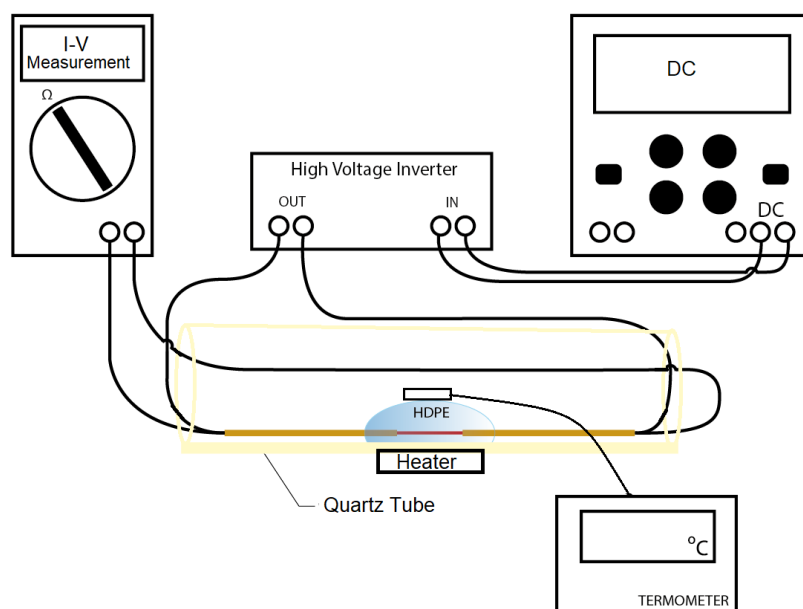 I-V
Measurement
Ω
High Voltage Inverter
OUT
IN
DC
DC
HDPE
Heater
Quartz Tube
°C
TERMOMETER